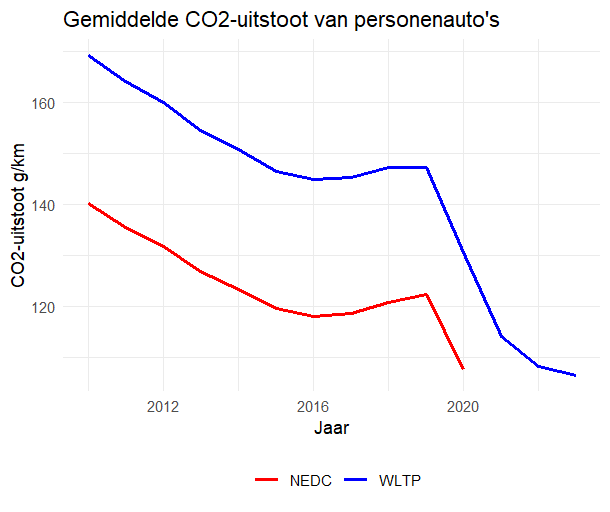 Gemiddelde CO2-uitstoot van personenauto's
CO2-uitstoot g/km
160
140
120
2012 2016 2020
Jaar
NEDC WLTP